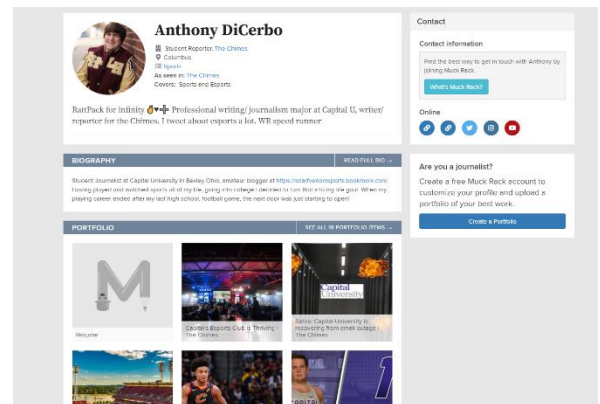 Anthony DiCerbo
Student Reporter, The Chimes
Columbus
Sports
As seen in: The Chimes
Covers: Sports and Esports
RattPack for infinity Professional writing/ journalism major at Capital U, writer/
reporter for the Chimes. I tweet about esports a lot. WR speed runner
BIOGRAPHY
READ FULL BIO →
Student Journalist at Capital University in Bexley Ohio, amateur blogger at
Having played and watched sports all of my life, going into college I decided to turn that into my life goal. When my
playing career ended after my last high school football game, the next door was just starting to open!
PORTFOLIO
SEE ALL 18 PORTFOLIO ITEMS →
Resume
Capital's Esports Club is Thriving |
The Chimes
Capital
University
Satire: Capital University is
recovering from email outage |
The Chimes
CAPITAL
1
Contact
Contact information
Find the best way to get in touch with Anthony by
joining Muck Rack.
What's Muck Rack?
Online
Are you a journalist?
Create a free Muck Rack account to
customize your profile and upload a
portfolio of your best work.
Create a Portfolio